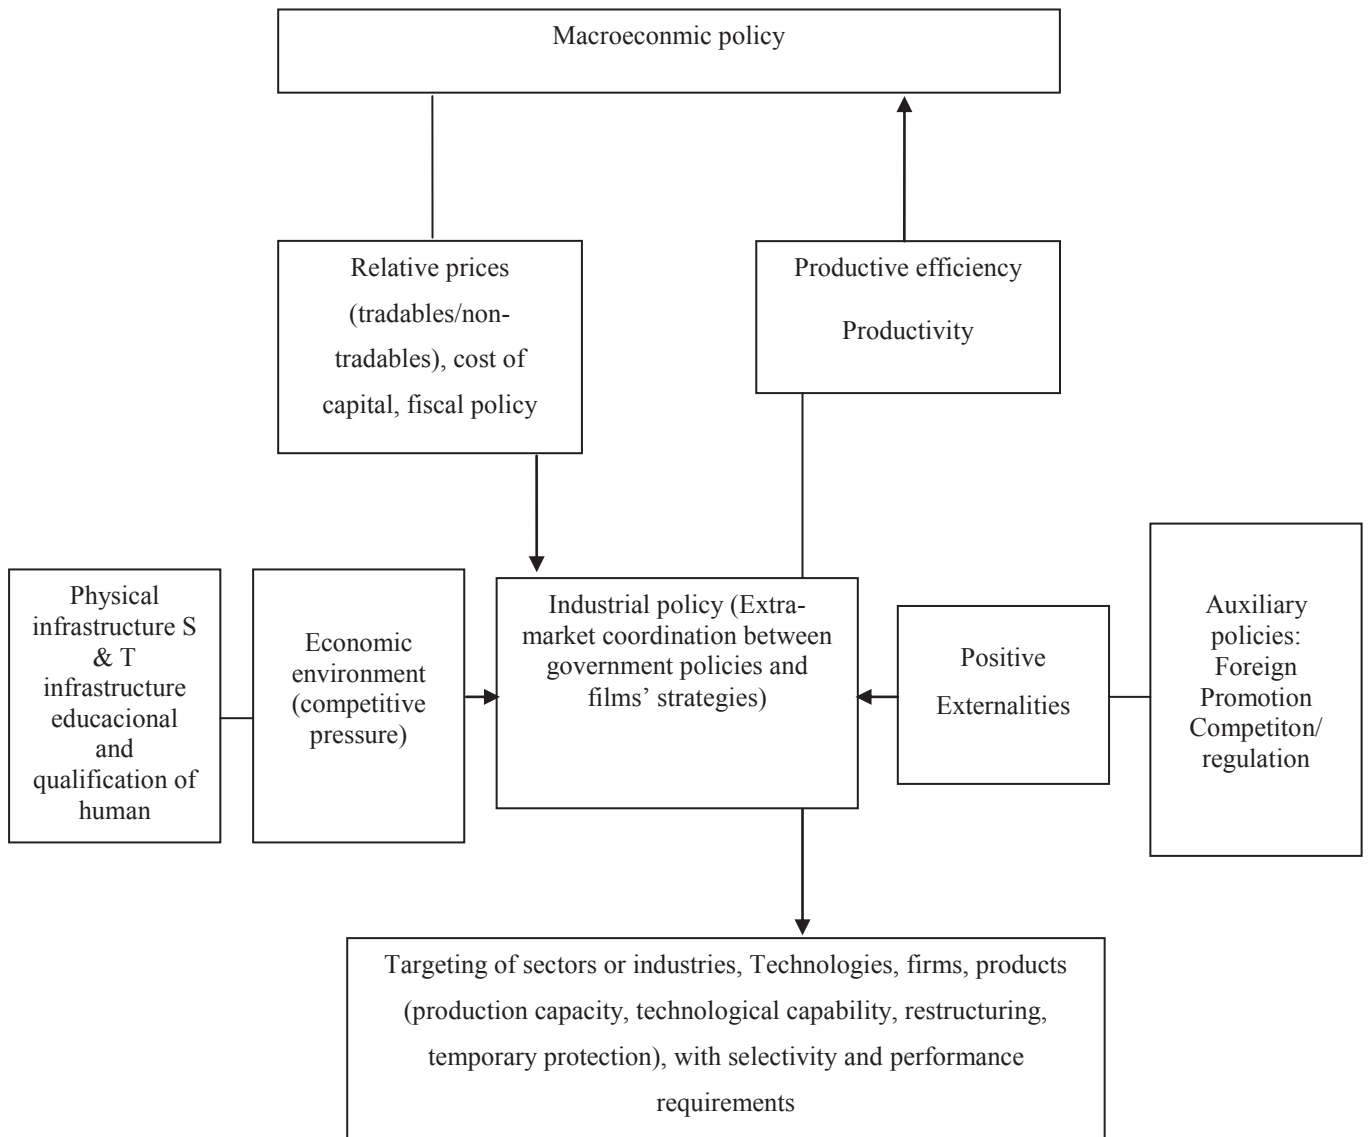 Macroeconmic policy
Relative prices
(tradables/non-
tradables), cost of
capital, fiscal policy
Productive efficiency
Productivity
Physical
infrastructure S
& T
infrastructure
educacional
and
qualification of
human
Economic
environment
(competitive
pressure)
Industrial policy (Extra-
market coordination between
government policies and
films’ strategies)
Positive
Externalities
Auxiliary
policies:
Foreign
Promotion
Competiton/
regulation
Targeting of sectors or industries, Technologies, firms, products
(production capacity, technological capability, restructuring,
temporary protection), with selectivity and performance
requirements